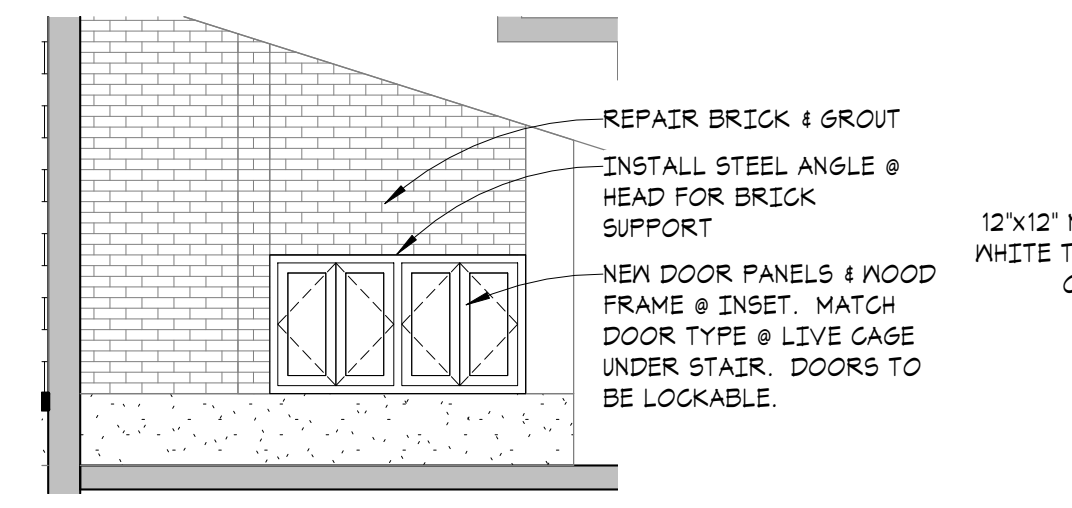 REPAIR BRICK & GROUT
INSTALL STEEL ANGLE @
HEAD FOR BRICK
SUPPORT
NEW DOOR PANELS & WOOD
FRAME @ INSET. MATCH
DOOR TYPE @ LIVE CAGE
UNDER STAIR. DOORS TO
BE LOCKABLE.
12"x12"
WHITE